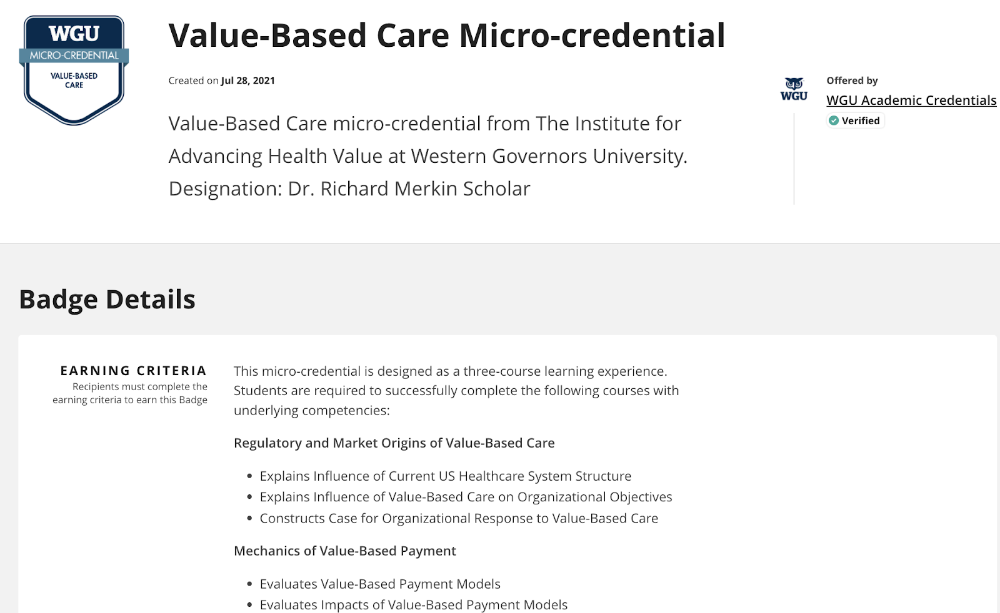 WGU
MICRO-CREDENTIAL
VALUE-BASED
CARE
Value-Based Care Micro-credential
Created on Jul 28, 2021
Value-Based Care micro-credential from The Institute for
Advancing Health Value at Western Governors University.
Designation: Dr. Richard Merkin Scholar
WGU
Offered by
WGU Academic Credentials
Verified
Badge Details
EARNING CRITERIA
Recipients must complete the
earning criteria to earn this Badge
This micro-credential is designed as a three-course learning experience.
Students are required to successfully complete the following courses with
underlying competencies:
Regulatory and Market Origins of Value-Based Care
• Explains Influence of Current US Healthcare System Structure
• Explains Influence of Value-Based Care on Organizational Objectives
• Constructs Case for Organizational Response to Value-Based Care
Mechanics of Value-Based Payment
• Evaluates Value-Based Payment Models
• Evaluates Impacts of Value-Based Payment Models